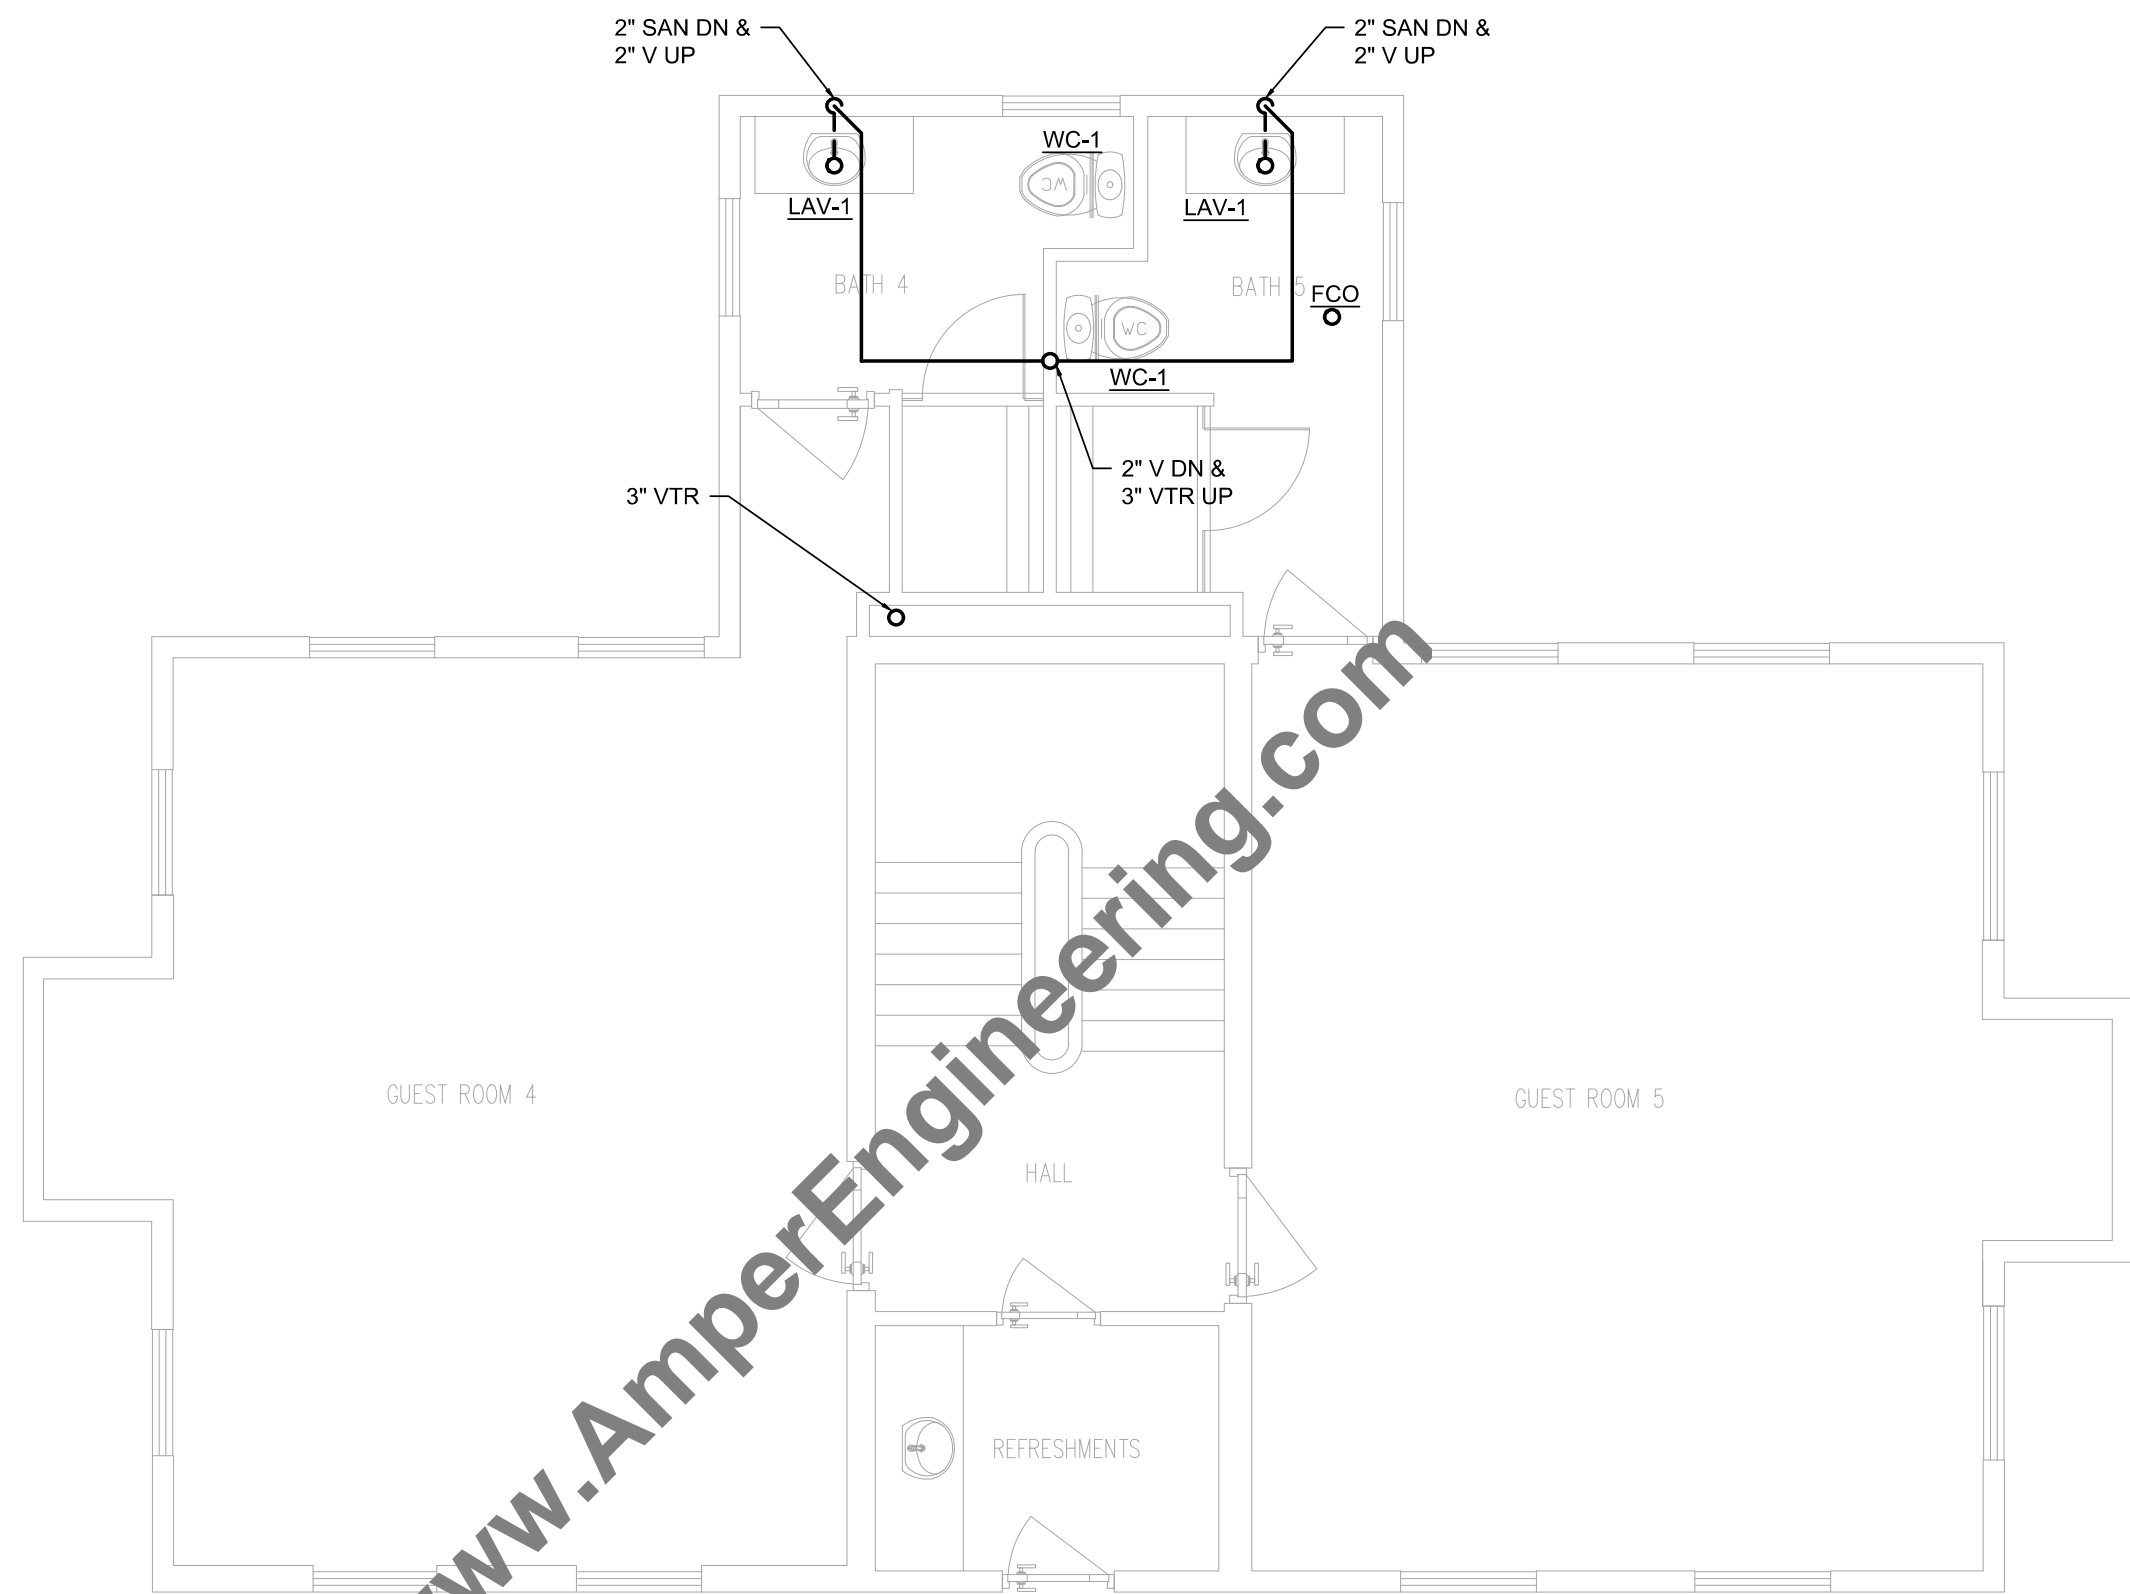 2" SAN DN &
2" V UP
2" SAN DN &
2" V UP
WC-1
WC
LAV-1
LAV-1
BATH 4
BATH 5
FCO
WC
WC-1
2" V DN &
3" VTR UP
3" VTR
GUEST ROOM 4
GUEST ROOM 5
HALL
REFRESHMENTS
www.AmperEngineering.com